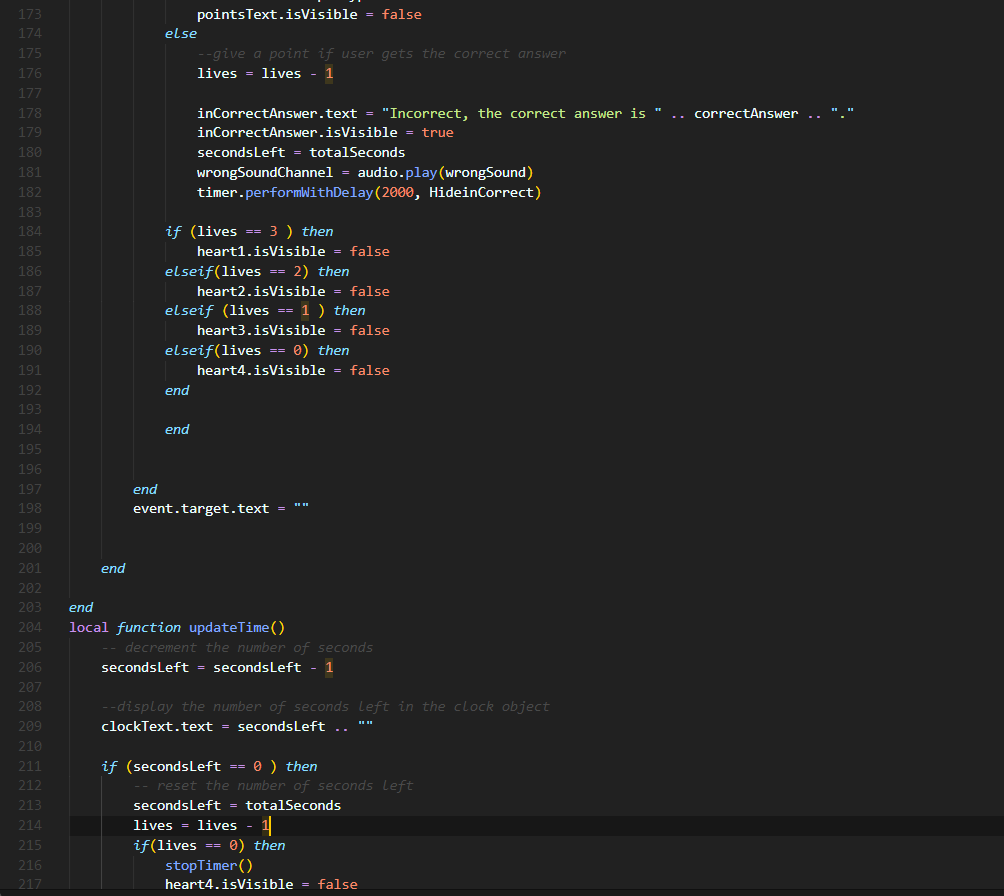 173 pointsText.isVisible = false
174 else
175 --give a point if user gets the correct answer
176 lives = lives - 1
177
178 inCorrectAnswer.text = "Incorrect, the correct answer is " .. correctAnswer .. "."
179 inCorrectAnswer.isVisible = true
180 secondsLeft = totalSeconds
181 wrongSoundChannel = audio.play(wrongSound)
182 timer.performWithDelay(2000, HideinCorrect)
183
184 if (lives == 3 ) then
185 heart1.isVisible = false
186 elseif(lives == 2) then
187 heart2.isVisible = false
188 elseif (lives == 1 ) then
189 heart3.isVisible = false
190 elseif(lives == 0) then
191 heart4.isVisible = false
192 end
193
194 end
195
196
197 end
198 event.target.text = ""
199
200
201 end
202
203 end
204 local function updateTime()
205 -- decrement the number of seconds
206 secondsLeft = secondsLeft - 1
207
208 --display the number of seconds left in the clock object
209 clockText.text = secondsLeft .. ""
210
211 if (secondsLeft == 0 ) then
212 -- reset the number of seconds left
213 secondsLeft = totalSeconds
214 lives = lives - 1
215 if(lives == 0) then
216 stopTimer()
217 heart4.isVisible = false